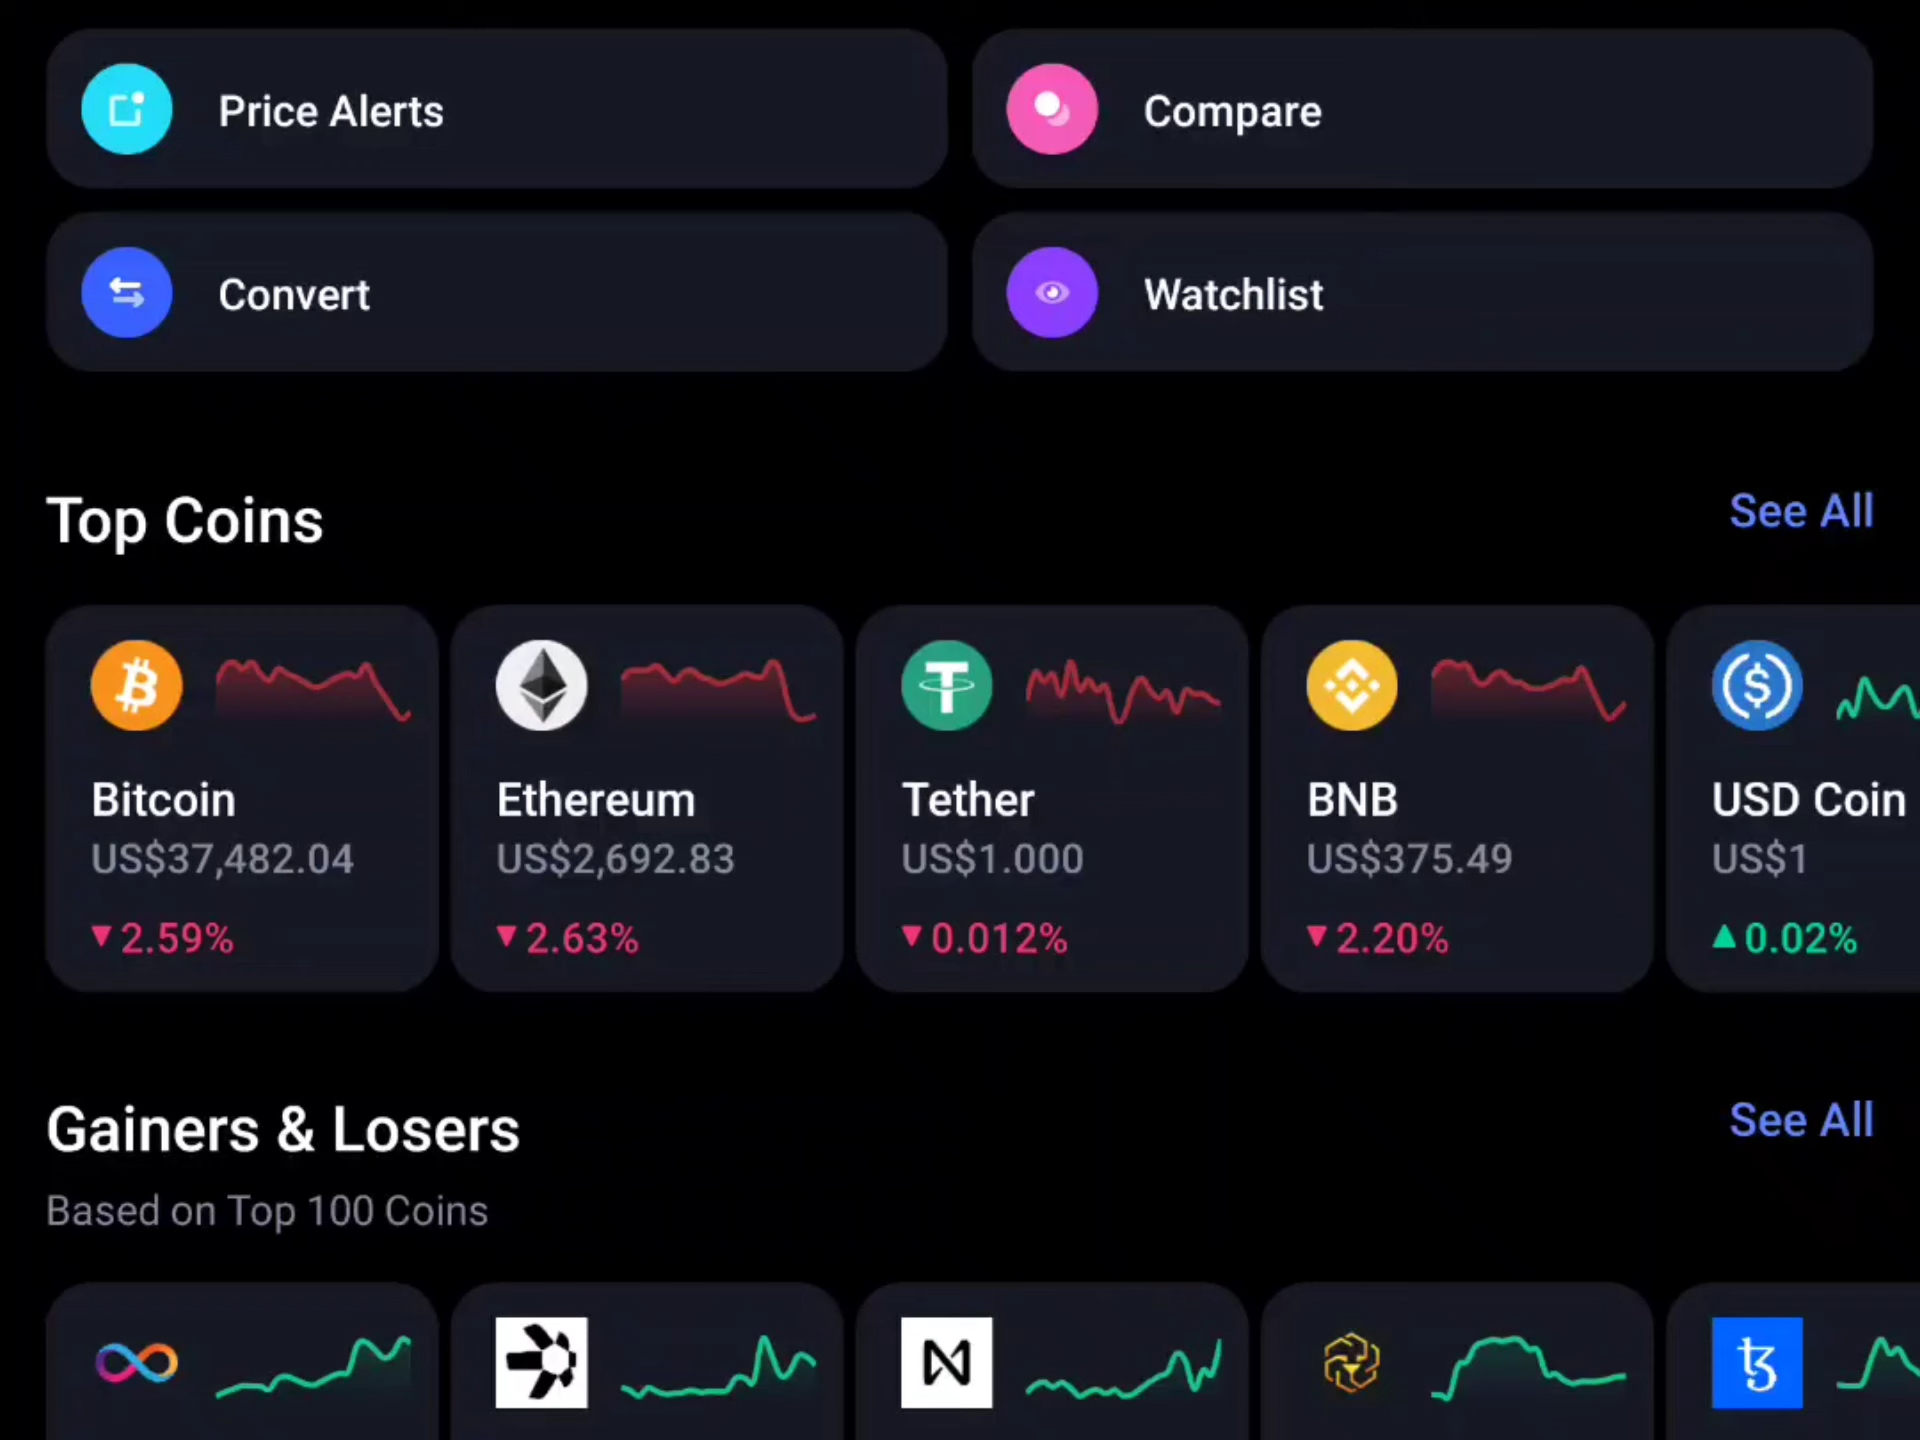 Price Alerts
Compare
Convert
Watchlist
Top Coins
See All
Bitcoin
US$37,482.04
▼2.59%
Ethereum
US$2,692.83
▼2.63%
Tether
US$1.000
▼0.012%
BNB
US$375.49
▼2.20%
USD Coin
US$1
▲0.02%
Gainers & Losers
See All
Based on Top 100 Coins